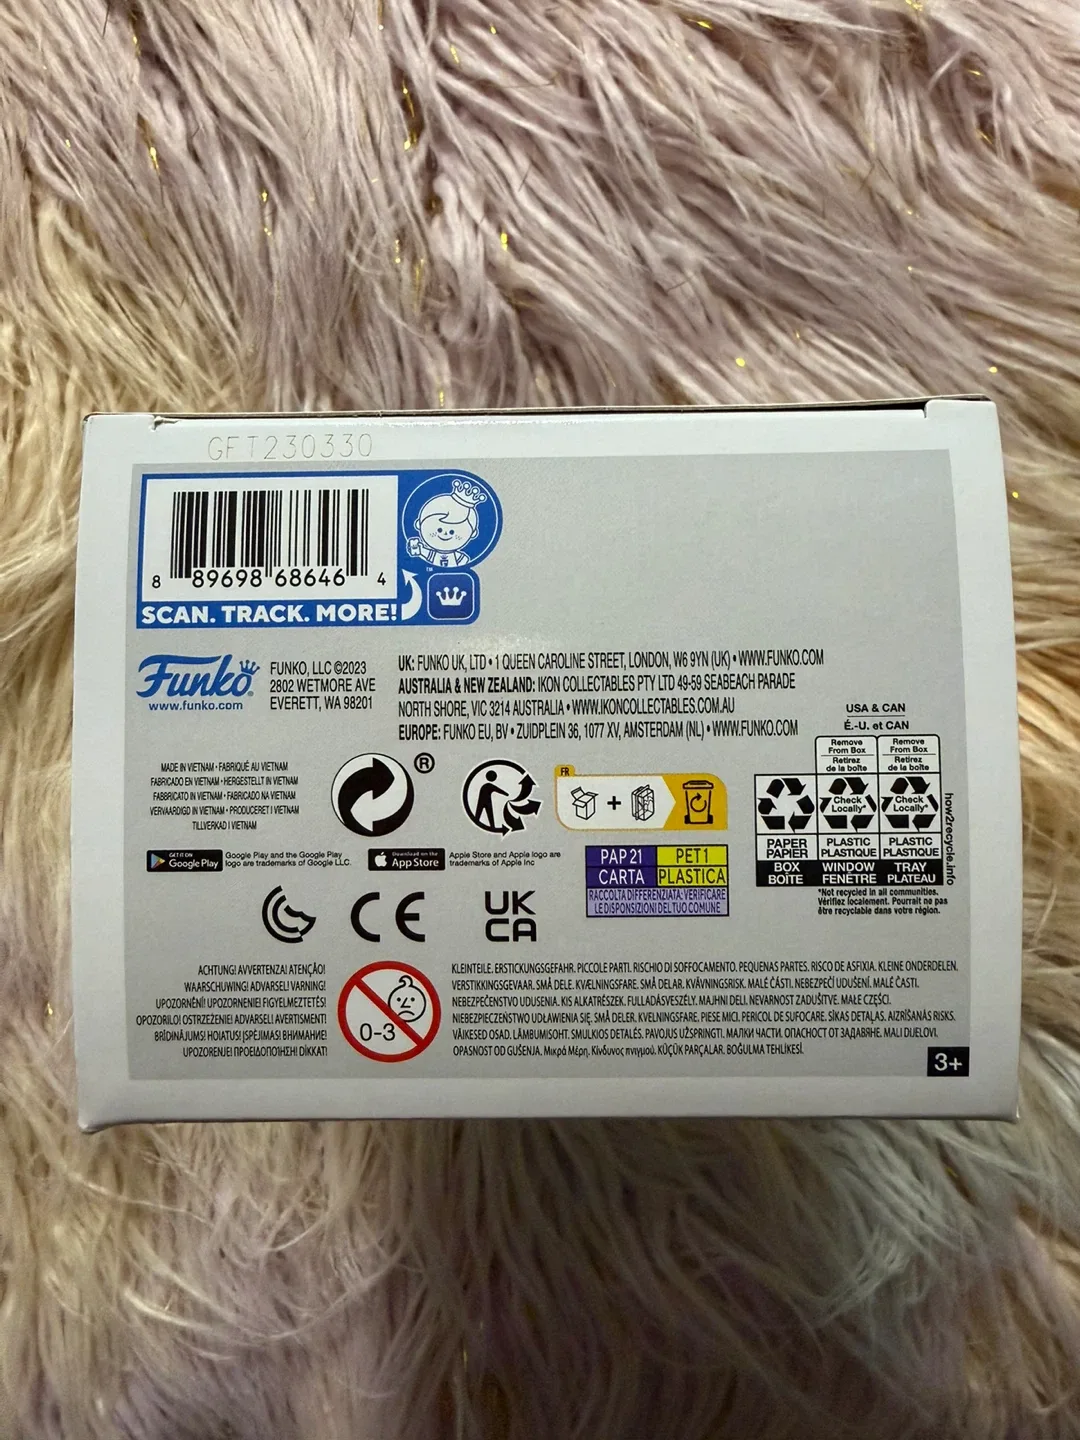 GFT230330
8 89698 68646 4
SCAN. TRACK. MORE!
™
Funko®
www.funko.com
FUNKO, LLC ©2023
2802 WETMORE AVE
EVERETT, WA 98201
UK: FUNKO UK, LTD • 1 QUEEN CAROLINE STREET, LONDON, W6 9YN (UK) • WWW.FUNKO.COM
AUSTRALIA & NEW ZEALAND: IKON COLLECTABLES PTY LTD 49-59 SEABEACH PARADE
NORTH SHORE, VIC 3214 AUSTRALIA • WWW.IKONCOLLECTABLES.COM.AU
EUROPE: FUNKO EU, BV • ZUIDPLEIN 36, 1077 XV, AMSTERDAM (NL) • WWW.FUNKO.COM
MADE IN VIETNAM • FABRIQUÉ AU VIETNAM
FABRICADO EN VIETNAM • HERGESTELLT IN VIETNAM
FABBRICATO IN VIETNAM • FABRICADO NA VIETNAM
VERVAARDIGD IN VIETNAM • PRODUCERET I VIETNAM
TILLVERKAD I VIETNAM
®
FR
+
USA & CAN
É.-U. et CAN
Remove
From Box
Retirez
de la boîte
Remove
From Box
Retirez
de la boîte
Check
Locally*
Check
Locally*
PAPER
PAPIER
PLASTIC
PLASTIQUE
PLASTIC
PLASTIQUE
BOX
BOÎTE
WINDOW
FENÊTRE
TRAY
PLATEAU
how2recycle.info
*Not recycled in all communities.
Vérifiez localement. Pourrait ne pas
être recyclable dans votre région.
GET IT ON
Google Play
Google Play and the Google Play
logo are trademarks of Google LLC.
Download on the
App Store
Apple Store and Apple logo are
trademarks of Apple Inc
PAP 21
CARTA
PET 1
PLASTICA
RACCOLTA DIFFERENZIATA: VERIFICARE
LE DISPOSIZIONI DEL TUO COMUNE
CE
UK
CA
ACHTUNG! AVVERTENZA! ATENÇÃO!
WAARSCHUWING! ADVARSEL! VARNING!
UPOZORNĚNÍ! UPOZORNENIE! FIGYELMEZTETÉS!
OPOZORILO! OSTRZEŻENIE! ADVARSEL! AVERTISMENT!
BRĪDINĀJUMS! HOIATUS! ĮSPĖJIMAS! ВНИМАНИЕ!
UPOZORENJE! ΠΡΟΕΙΔΟΠΟΙΗΣΗ! DİKKAT!
0-3
KLEINTEILE. ERSTICKUNGSGEFAHR. PICCOLE PARTI. RISCHIO DI SOFFOCAMENTO. PEQUENAS PARTES. RISCO DE ASFIXIA. KLEINE ONDERDELEN.
VERSTIKKINGSGEVAAR. SMÅ DELE. KVÆLNINGSFARE. SMÅ DELAR. KVÄVNINGSRISK. MALÉ ČÁSTI. NEBEZPEČÍ UDUŠENÍ. MALÉ ČASTI.
NEBEZPEČENSTVO UDUSENIA. KIS ALKATRÉSZEK. FULLADÁSVESZÉLY. MAJHNI DELI. NEVARNOST ZADUŠITVE. MAŁE CZĘŚCI.
NIEBEZPIECZEŃSTWO UDŁAWIENIA SIĘ. SMÅ DELER. KVELNINGSFARE. PIESE MICI. PERICOL DE SUFOCARE. SĪKAS DETAĻAS. AIZRĪŠANĀS RISKS.
VÄIKESED OSAD. LÄMBUMISOHT. SMULKIOS DETALĖS. PAVOJUS UŽSPRINGTI. МАЛКИ ЧАСТИ. ОПАСНОСТ ОТ ЗАДАВЯНЕ. MALI DIJELOVI.
OPASNOST OD GUŠENJA. Μικρά Μέρη. Κίνδυνος πνιγμού. KÜÇÜK PARÇALAR. BOĞULMA TEHLİKESİ.
3+